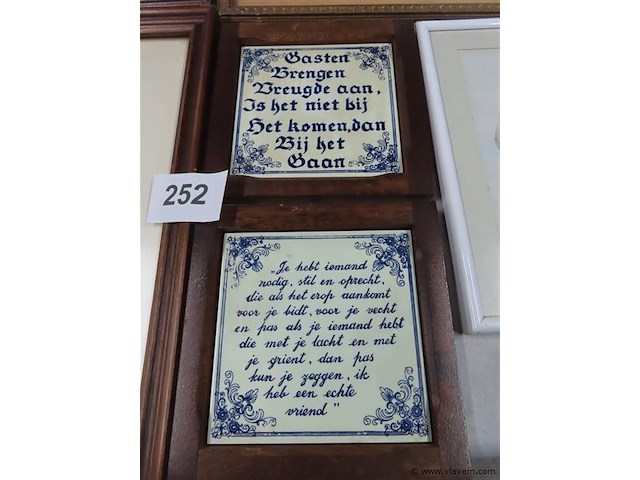 Gasten
Brengen
Vreugde aan,
Is het niet bij
Het komen, dan
Bij het
Gaan
252
„Je hebt iemand
nodig, stil en oprecht,
die als het erop aankomt
voor je bidt, voor je vecht
en pas als je iemand hebt
die met je lacht en met
je grient, dan pas
kun je zeggen, ik
heb een echte
vriend"
© www.vlavem.com